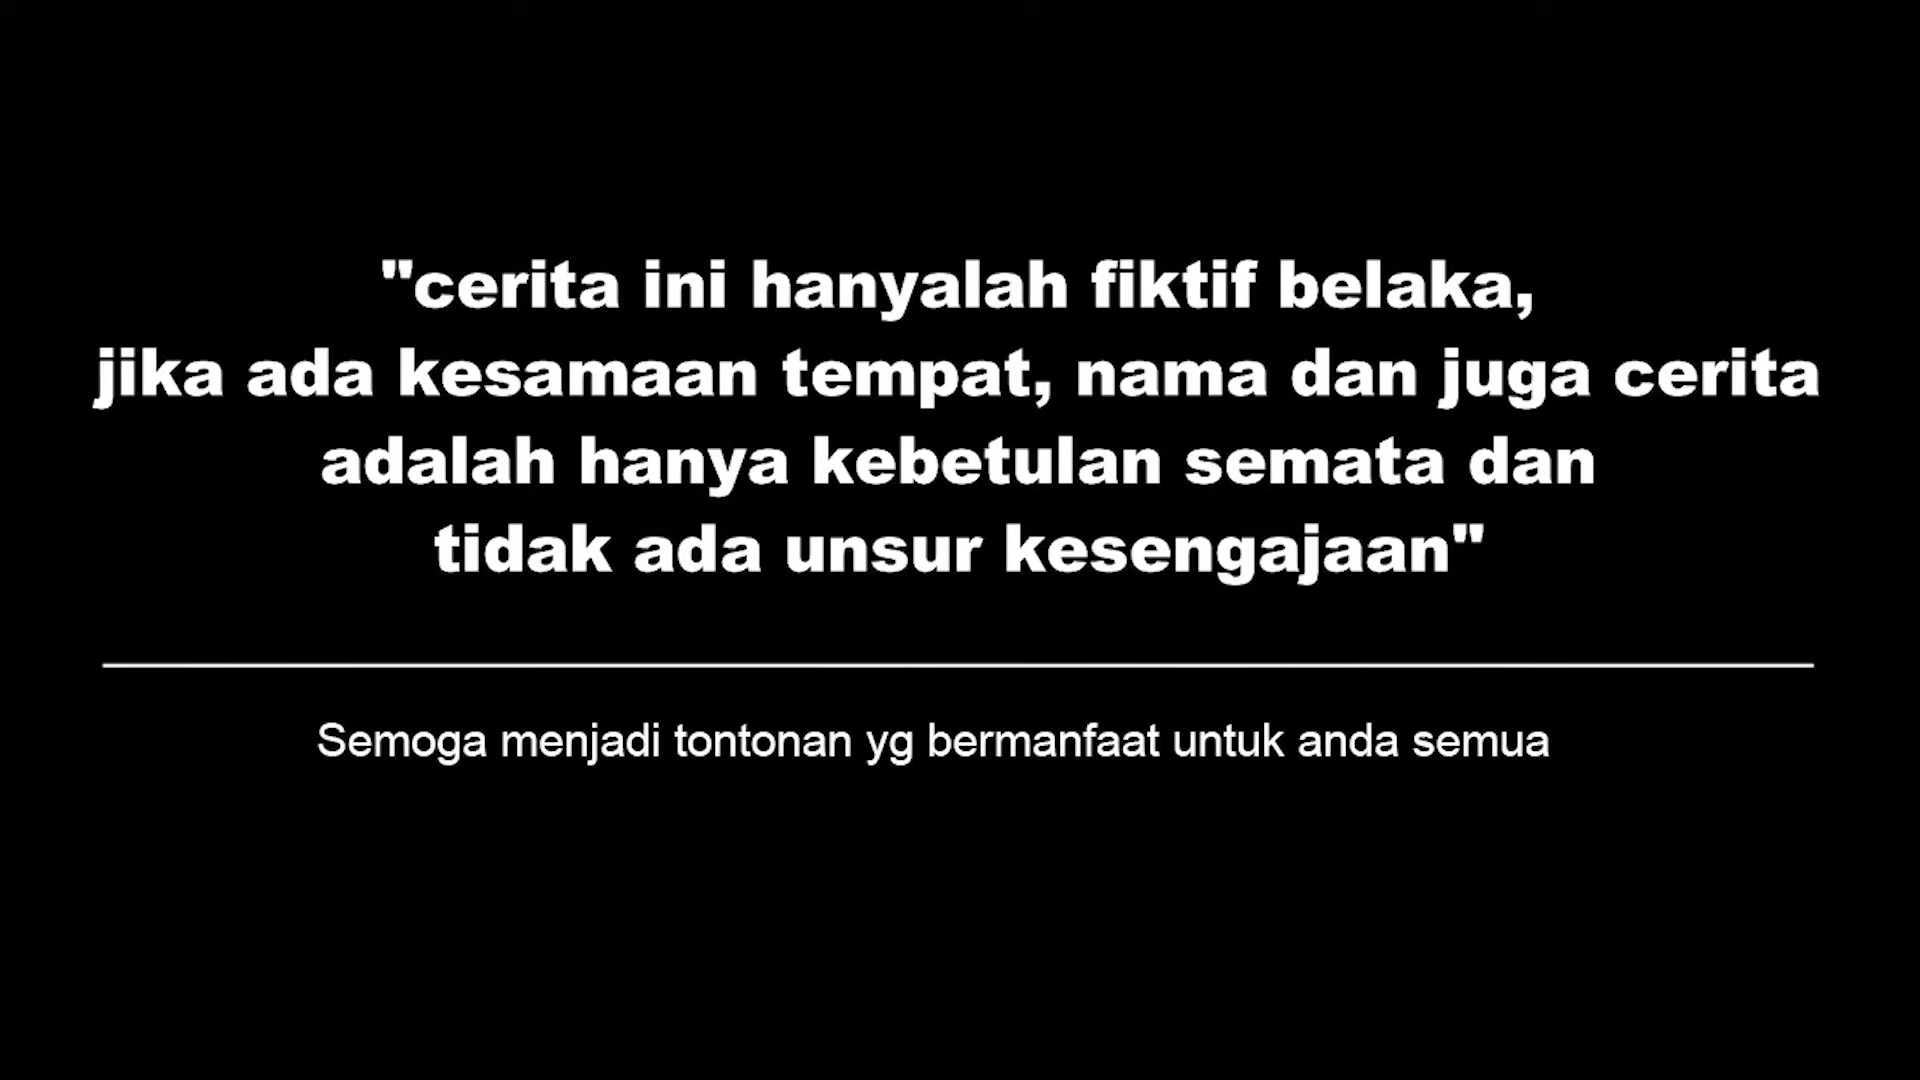 "cerita ini hanyalah fiktif belaka,
jika ada kesamaan tempat, nama dan juga cerita
adalah hanya kebetulan semata dan
tidak ada unsur kesengajaan"
Semoga menjadi tontonan yg bermanfaat untuk anda semua